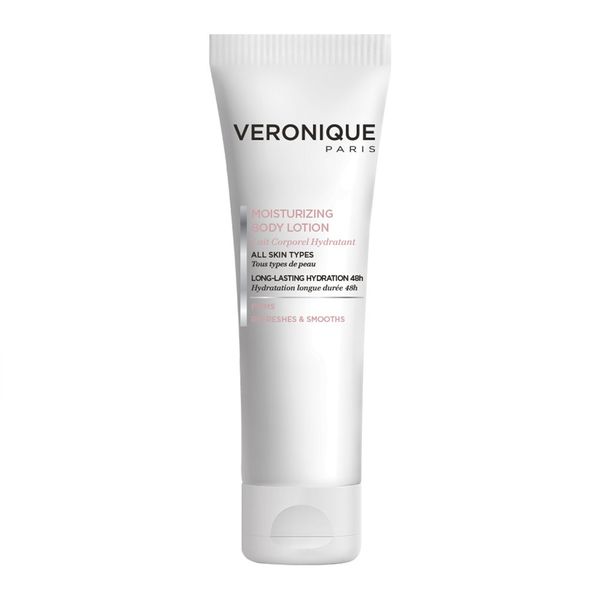 VERONIQUE
PARIS
MOISTURIZING
BODY LOTION
Lait Corporel Hydratant
ALL SKIN TYPES
Tous types de peau
LONG-LASTING HYDRATION 48h
Hydratation longue durée 48h
& SMOOTHS